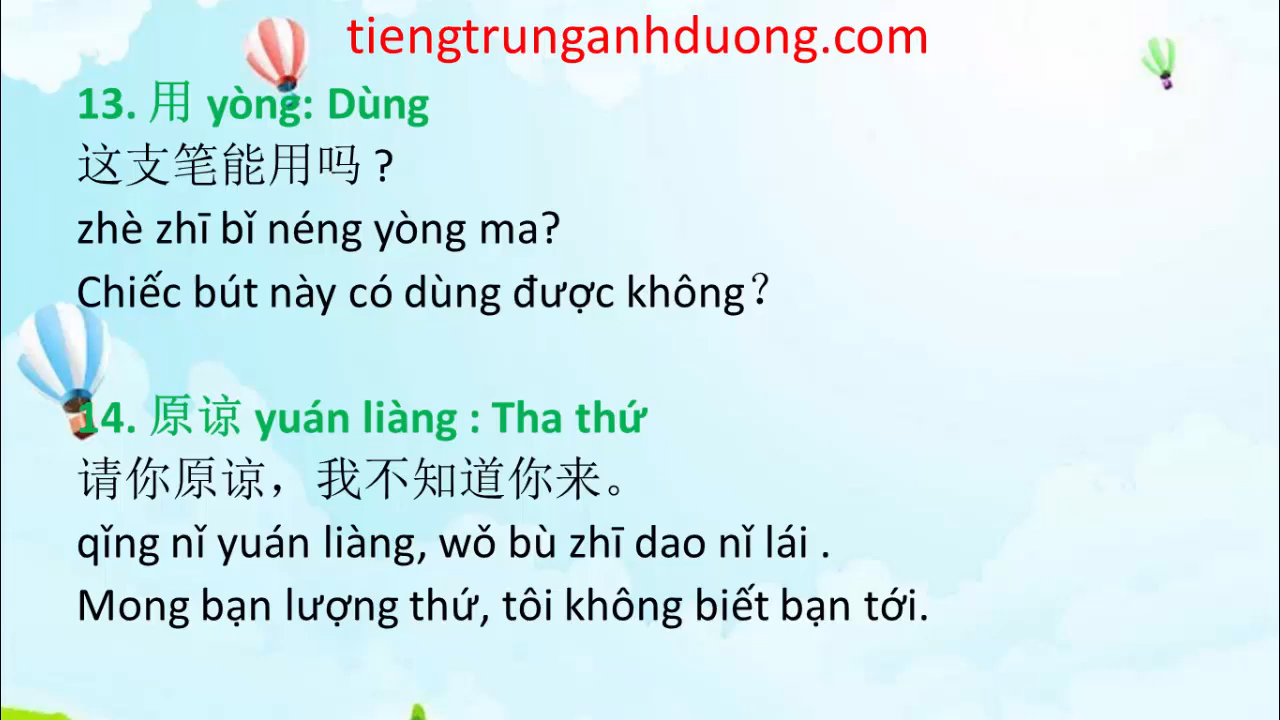 tiengtrunganhduong.com
13. 用 yòng: Dùng
这支笔能用吗？
zhè zhī bǐ néng yòng ma?
Chiếc bút này có dùng được không？
14. 原谅 yuán liàng : Tha thứ
请你原谅，我不知道你来。
qǐng nǐ yuán liàng, wǒ bù zhī dao nǐ lái .
Mong bạn lượng thứ, tôi không biết bạn tới.